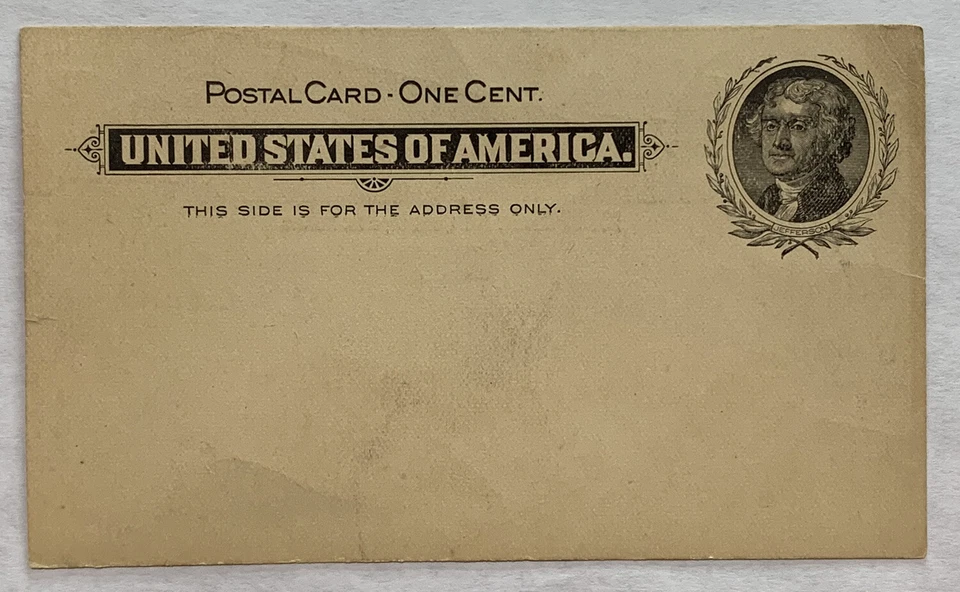 POSTAL CARD - ONE CENT.
UNITED STATES OF AMERICA.
THIS SIDE IS FOR THE ADDRESS ONLY.
JEFFERSON